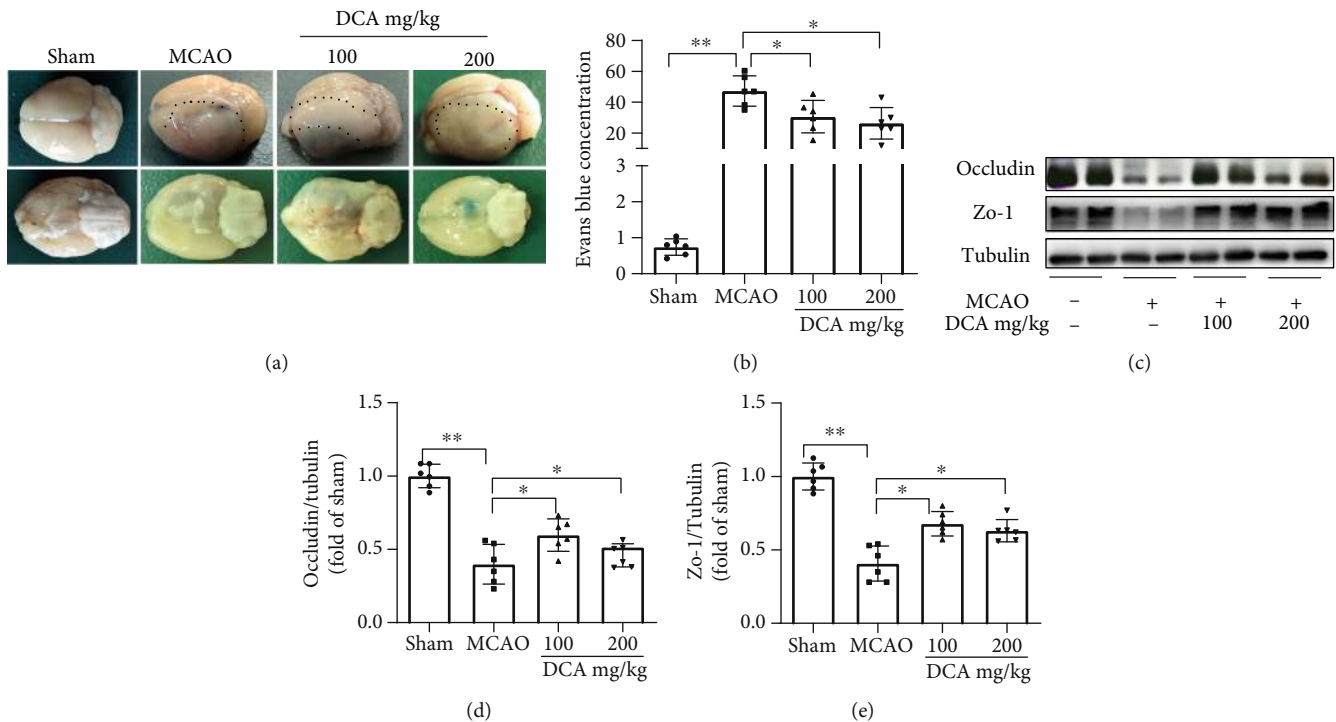 DCA mg/kg
Sham MCAO 100 200
(a)
Evans blue concentration
80
60
40
20
3
2
1
0
** * *
Sham MCAO 100 200
DCA mg/kg
(b)
Occludin
Zo-1
Tubulin
MCAO – + + +
DCA mg/kg – – 100 200
(c)
Occludin/tubulin
(fold of sham)
1.5
1.0
0.5
0.0
** * *
Sham MCAO 100 200
DCA mg/kg
(d)
Zo-1/Tubulin
(fold of sham)
1.5
1.0
0.5
0.0
** * *
Sham MCAO 100 200
DCA mg/kg
(e)